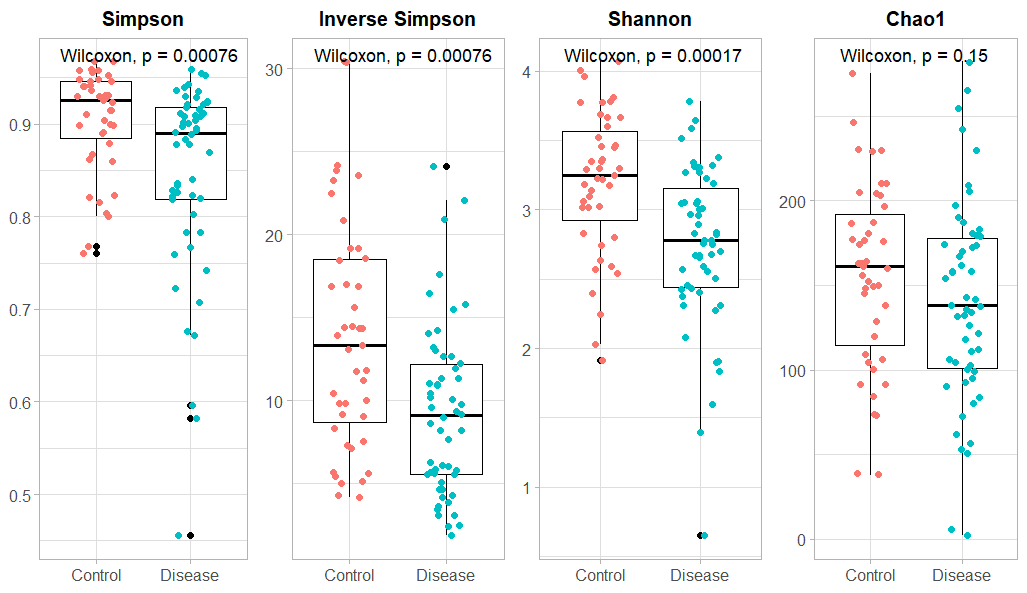 Simpson
Inverse Simpson
Shannon
Chao1
Wilcoxon, p = 0.00076
Wilcoxon, p = 0.00076
Wilcoxon, p = 0.00017
Wilcoxon, p = 0.15
0.9
0.8
0.7
0.6
0.5
30
20
10
4
3
2
1
200
100
0
Control Disease
Control Disease
Control Disease
Control Disease